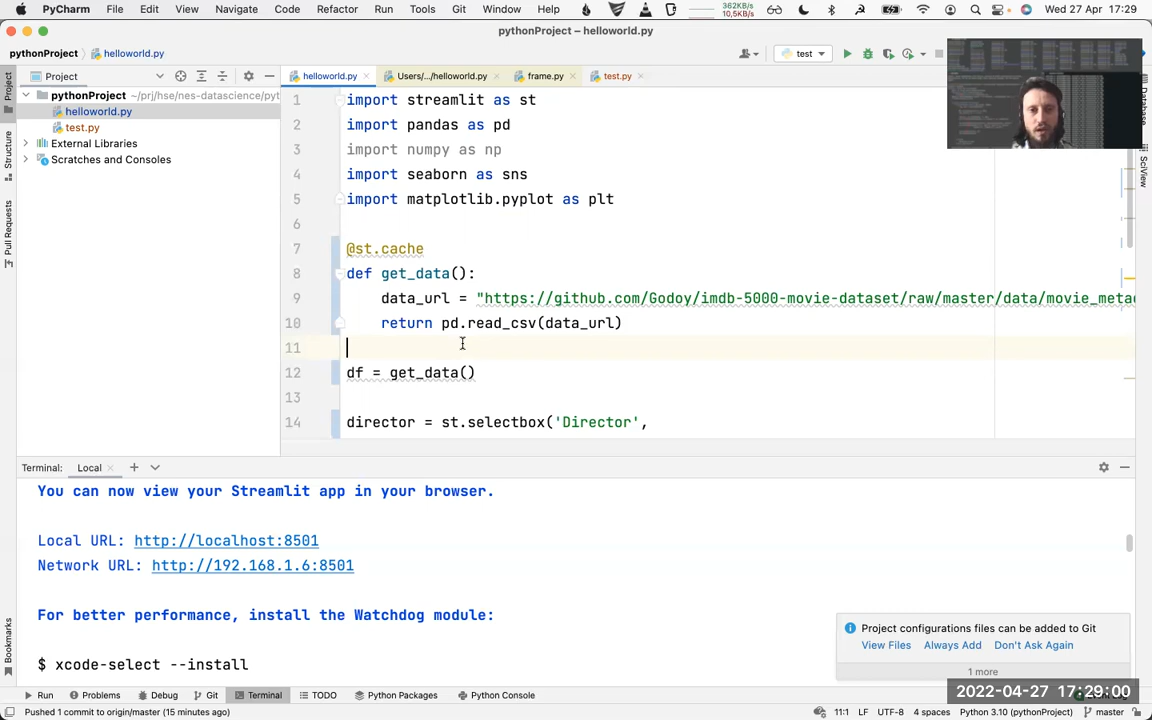 PyCharm File Edit View Navigate Code Refactor Run Tools Git Window Help 362KB/s 10,5KB/s Wed 27 Apr 17:29
pythonProject – helloworld.py
pythonProject helloworld.py test
Project helloworld.py Users/.../helloworld.py frame.py test.py
pythonProject ~/prj/hse/nes-datascience/pyt
helloworld.py
test.py
External Libraries
Scratches and Consoles
Project
Structure
Pull Requests
Bookmarks
Database
SciView
1 import streamlit as st
2 import pandas as pd
3 import numpy as np
4 import seaborn as sns
5 import matplotlib.pyplot as plt
6
7 @st.cache
8 def get_data():
9 data_url = "https://github.com/Godoy/imdb-5000-movie-dataset/raw/master/data/movie_metad
10 return pd.read_csv(data_url)
11
12 df = get_data()
13
14 director = st.selectbox('Director',
Terminal: Local
You can now view your Streamlit app in your browser.
Local URL: http://localhost:8501
Network URL: http://192.168.1.6:8501
For better performance, install the Watchdog module:
$ xcode-select --install
Project configurations files can be added to Git
View Files Always Add Don't Ask Again
1 more
Run Problems Debug Git Terminal TODO Python Packages Python Console
2022-04-27 17:29:00
Pushed 1 commit to origin/master (15 minutes ago) 11:1 LF UTF-8 4 spaces Python 3.10 (pythonProject) master